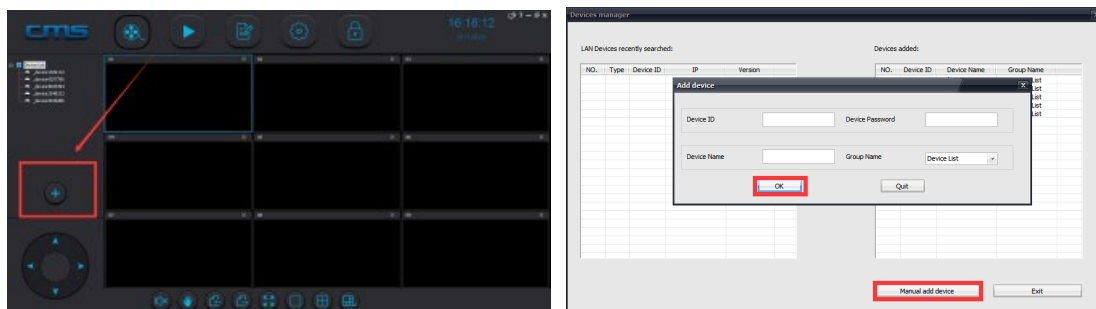 cms
16:18:12
Device List
Devices manager
LAN Devices recently searched:
Devices added:
NO. Type Device ID IP Version
NO. Device ID Device Name Group Name
List
List
List
List
List
Add device
Device ID
Device Password
Device Name
Group Name
Device List
OK
Quit
Manual add device
Exit